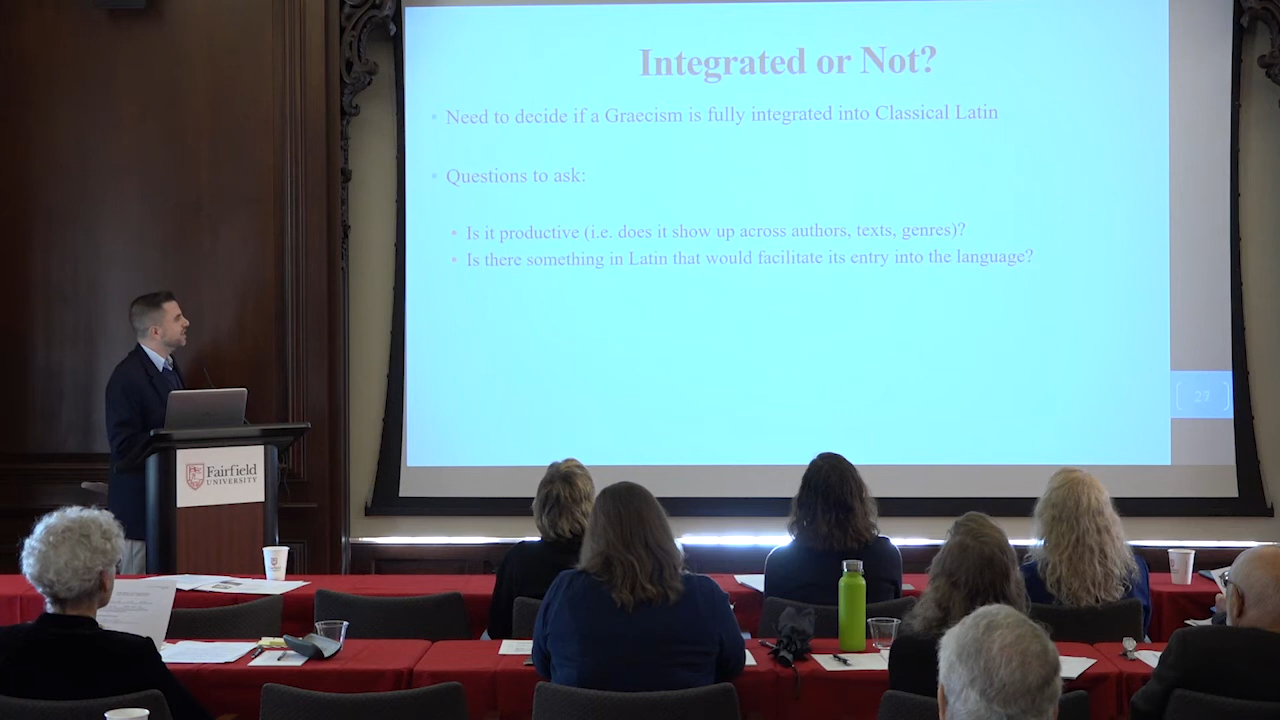 Integrated or Not?
• Need to decide if a Graecism is fully integrated into Classical Latin
• Questions to ask:
• Is it productive (i.e. does it show up across authors, texts, genres)?
• Is there something in Latin that would facilitate its entry into the language?
27
Fairfield
UNIVERSITY